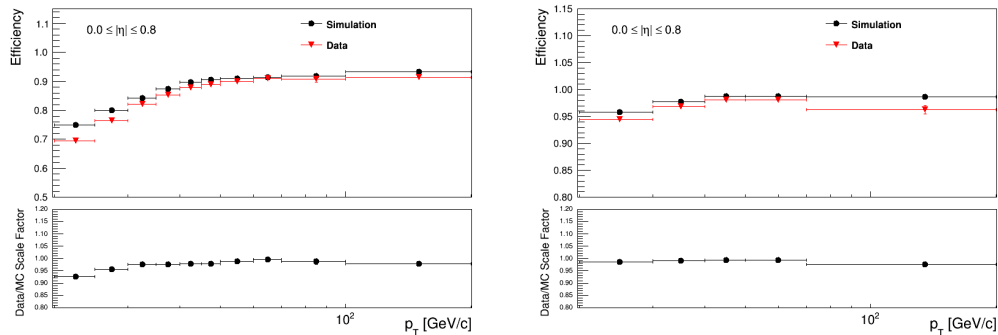 Efficiency
1.1
1.0
0.9
0.8
0.7
0.6
0.5
0.0 ≤ |η| ≤ 0.8
Simulation
Data
Data/MC Scale Factor
1.20
1.15
1.10
1.05
1.00
0.95
0.90
0.85
0.80
10²
p_T [GeV/c]
Efficiency
1.15
1.10
1.05
1.00
0.95
0.90
0.85
0.80
0.0 ≤ |η| ≤ 0.8
Simulation
Data
Data/MC Scale Factor
1.20
1.15
1.10
1.05
1.00
0.95
0.90
0.85
0.80
10²
p_T [GeV/c]